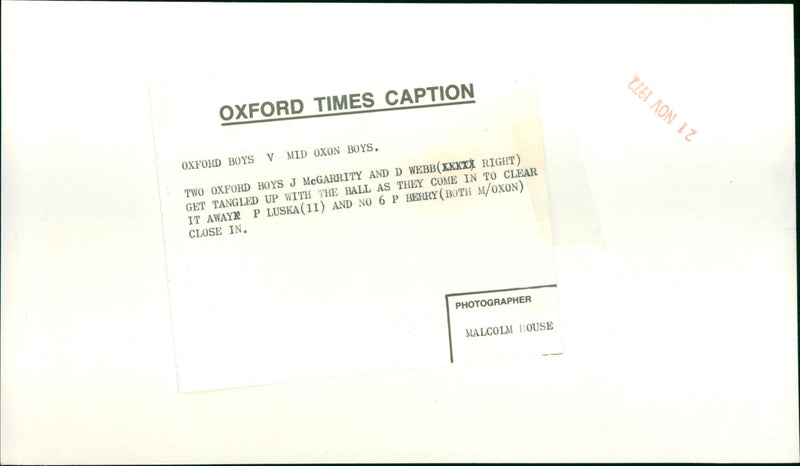 OXFORD TIMES CAPTION
21 NOV 1972
OXFORD BOYS V MID OXON BOYS.
TWO OXFORD BOYS J McGARRITY AND D WEBB(XXXXX RIGHT)
GET TANGLED UP WITH THE BALL AS THEY COME IN TO CLEAR
IT AWAYX P LUSKA(II) AND NO 6 P BERRY(BOTH M/OXON)
CLOSE IN.
PHOTOGRAPHER
MALCOLM HOUSE